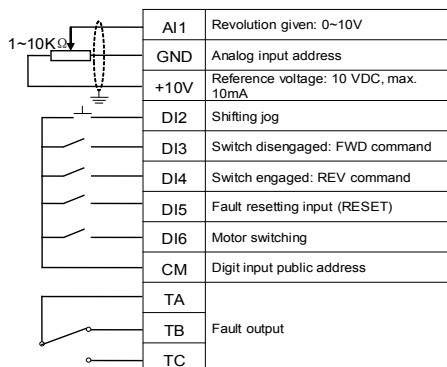 AI1 Revolution given: 0~10V
1~10KΩ
GND Analog input address
+10V Reference voltage: 10 VDC, max.
10mA
DI2 Shifting jog
DI3 Switch disengaged: FWD command
DI4 Switch engaged: REV command
DI5 Fault resetting input (RESET)
DI6 Motor switching
CM Digit input public address
TA
TB Fault output
TC